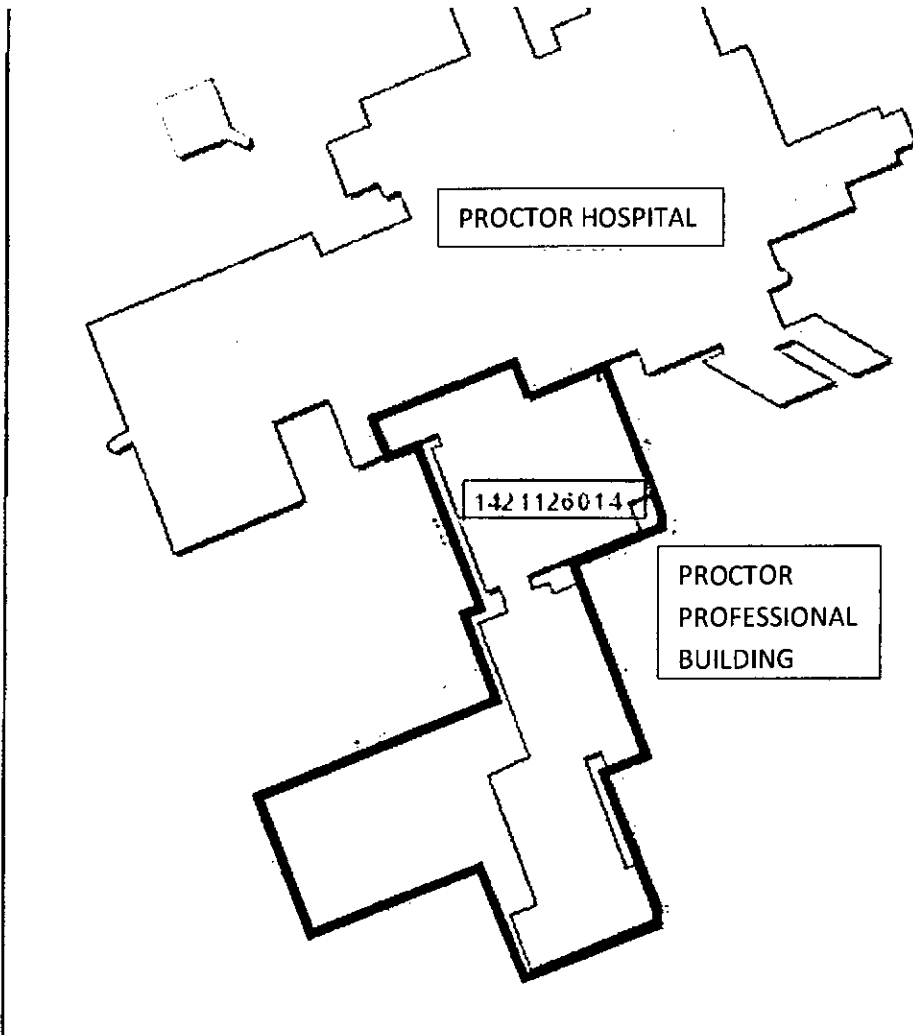 PROCTOR HOSPITAL
1421126014
PROCTOR
PROFESSIONAL
BUILDING